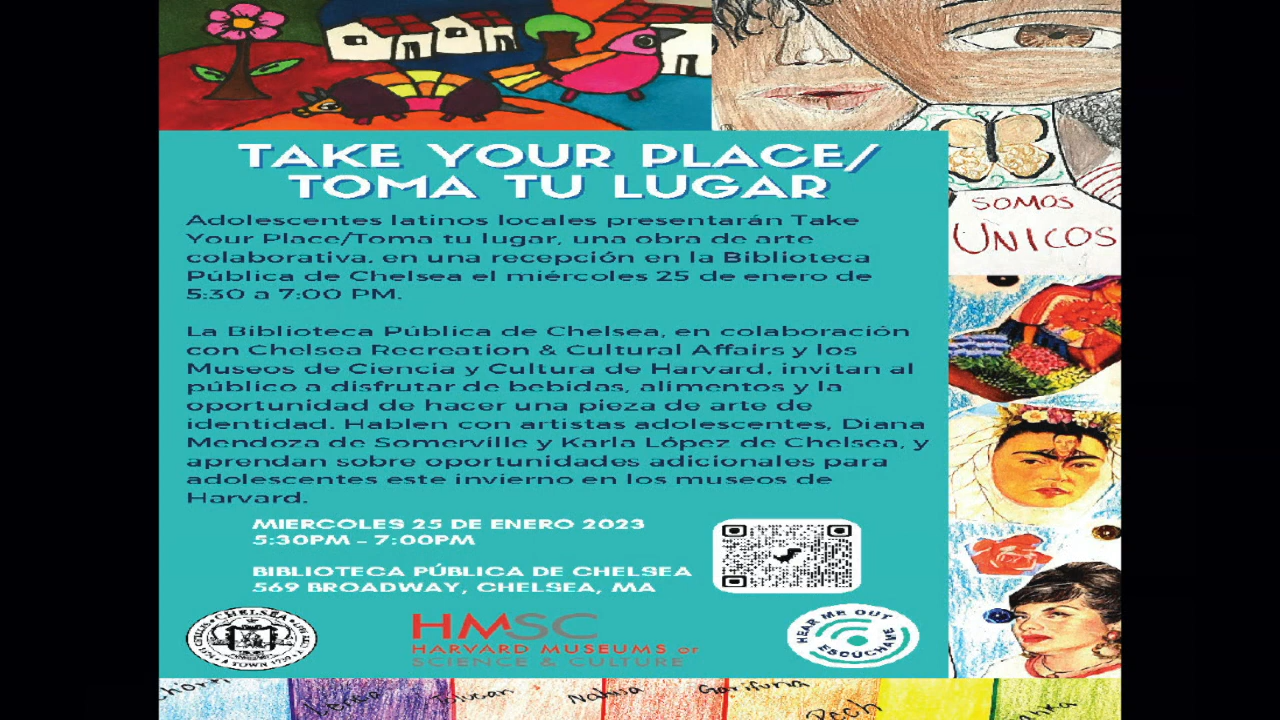 TAKE YOUR PLACE/
TOMA TU LUGAR
Adolescentes latinos locales presentarán Take
Your Place/Toma tu lugar, una obra de arte
colaborativa, en una recepción en la Biblioteca
Pública de Chelsea el miércoles 25 de enero de
5:30 a 7:00 PM.
La Biblioteca Pública de Chelsea, en colaboración
con Chelsea Recreation & Cultural Affairs y los
Museos de Ciencia y Cultura de Harvard, invitan al
público a disfrutar de bebidas, alimentos y la
oportunidad de hacer una pieza de arte de
identidad. Hablen con artistas adolescentes, Diana
Mendoza de Somerville y Karla López de Chelsea, y
aprendan sobre oportunidades adicionales para
adolescentes este invierno en los museos de
Harvard.
MIERCOLES 25 DE ENERO 2023
5:30PM - 7:00PM
BIBLIOTECA PÚBLICA DE CHELSEA
569 BROADWAY, CHELSEA, MA
SOMOS
UNICOS
CHELSEA
A TOWN 1739
HMSC
HARVARD MUSEUMS OF
SCIENCE & CULTURE
HEAR ME OUT
ESCÚCHAME
Lenca
Nahua
Garifuna
Pech